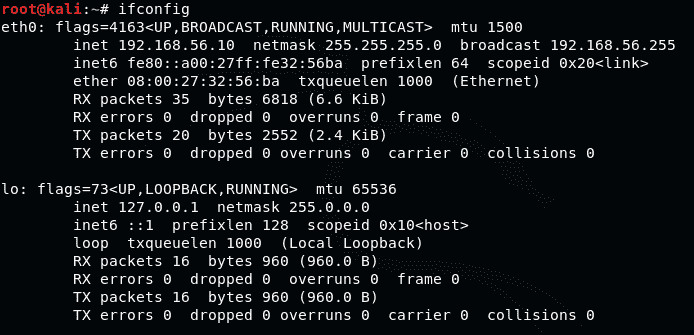 root@kali:~# ifconfig
eth0: flags=4163<UP,BROADCAST,RUNNING,MULTICAST>  mtu 1500
        inet 192.168.56.10  netmask 255.255.255.0  broadcast 192.168.56.255
        inet6 fe80::a00:27ff:fe32:56ba  prefixlen 64  scopeid 0x20<link>
        ether 08:00:27:32:56:ba  txqueuelen 1000  (Ethernet)
        RX packets 35  bytes 6818 (6.6 KiB)
        RX errors 0  dropped 0  overruns 0  frame 0
        TX packets 20  bytes 2552 (2.4 KiB)
        TX errors 0  dropped 0 overruns 0  carrier 0  collisions 0

lo: flags=73<UP,LOOPBACK,RUNNING>  mtu 65536
        inet 127.0.0.1  netmask 255.0.0.0
        inet6 ::1  prefixlen 128  scopeid 0x10<host>
        loop  txqueuelen 1000  (Local Loopback)
        RX packets 16  bytes 960 (960.0 B)
        RX errors 0  dropped 0  overruns 0  frame 0
        TX packets 16  bytes 960 (960.0 B)
        TX errors 0  dropped 0 overruns 0  carrier 0  collisions 0